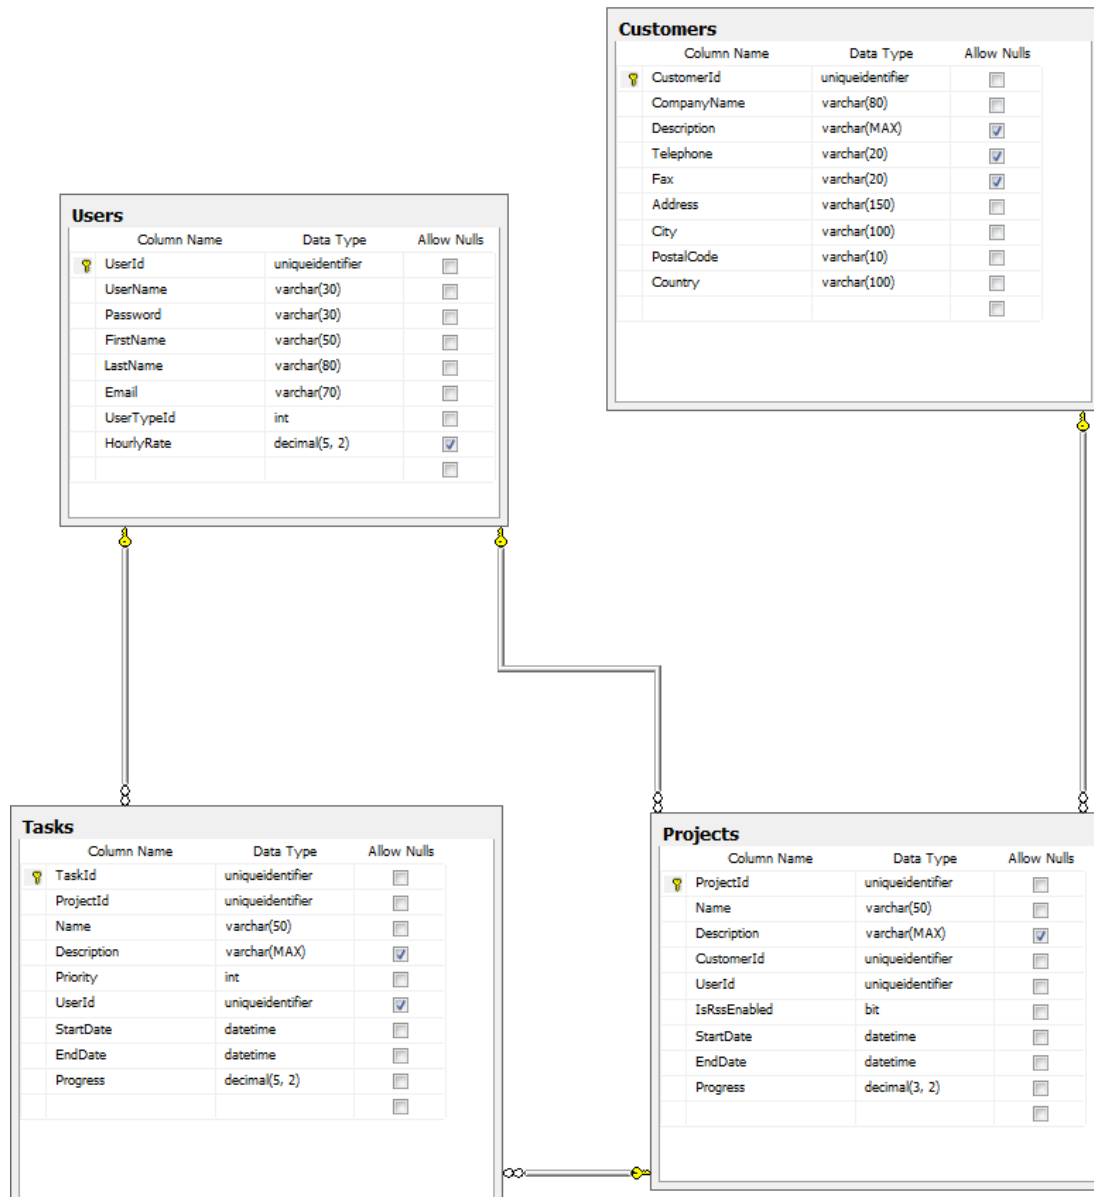 Customers
Column Name Data Type Allow Nulls
CustomerId uniqueidentifier
CompanyName varchar(80)
Description varchar(MAX)
Telephone varchar(20)
Fax varchar(20)
Address varchar(150)
City varchar(100)
PostalCode varchar(10)
Country varchar(100)
Users
Column Name Data Type Allow Nulls
UserId uniqueidentifier
UserName varchar(30)
Password varchar(30)
FirstName varchar(50)
LastName varchar(80)
Email varchar(70)
UserTypeId int
HourlyRate decimal(5, 2)
Tasks
Column Name Data Type Allow Nulls
TaskId uniqueidentifier
ProjectId uniqueidentifier
Name varchar(50)
Description varchar(MAX)
Priority int
UserId uniqueidentifier
StartDate datetime
EndDate datetime
Progress decimal(5, 2)
Projects
Column Name Data Type Allow Nulls
ProjectId uniqueidentifier
Name varchar(50)
Description varchar(MAX)
CustomerId uniqueidentifier
UserId uniqueidentifier
IsRssEnabled bit
StartDate datetime
EndDate datetime
Progress decimal(3, 2)